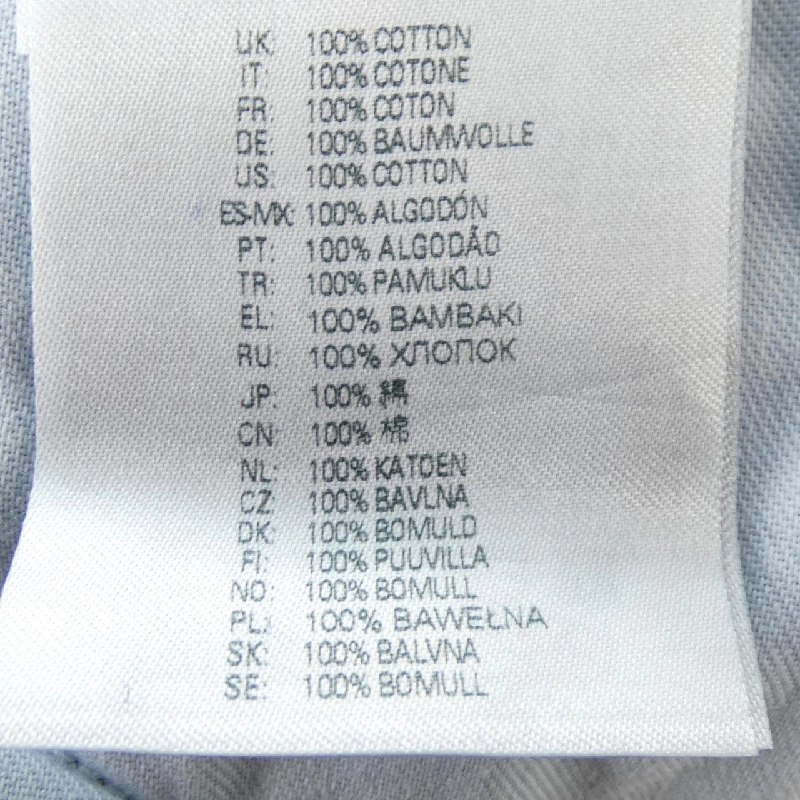 UK: 100% COTTON
IT: 100% COTONE
FR: 100% COTON
DE: 100% BAUMWOLLE
US: 100% COTTON
ES-MX: 100% ALGODÓN
PT: 100% ALGODÃO
TR: 100% PAMUKLU
EL: 100% BAMBAKI
RU: 100% ХЛОПОК
JP: 100% 綿
CN: 100% 棉
NL: 100% KATOEN
CZ: 100% BAVLNA
DK: 100% BOMULD
FI: 100% PUUVILLA
NO: 100% BOMULL
PL: 100% BAWEŁNA
SK: 100% BALVNA
SE: 100% BOMULL